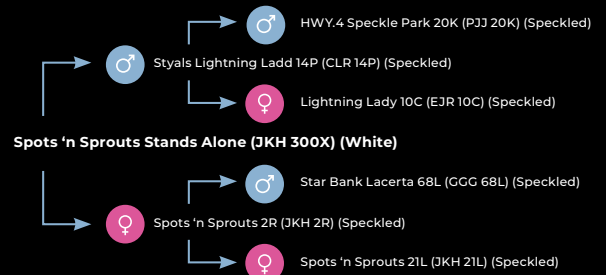 HWY.4 Speckle Park 20K (PJJ 20K) (Speckled)
Styals Lightning Ladd 14P (CLR 14P) (Speckled)
Lightning Lady 10C (EJR 10C) (Speckled)
Spots ‘n Sprouts Stands Alone (JKH 300X) (White)
Star Bank Lacerta 68L (GGG 68L) (Speckled)
Spots ‘n Sprouts 2R (JKH 2R) (Speckled)
Spots ‘n Sprouts 21L (JKH 21L) (Speckled)